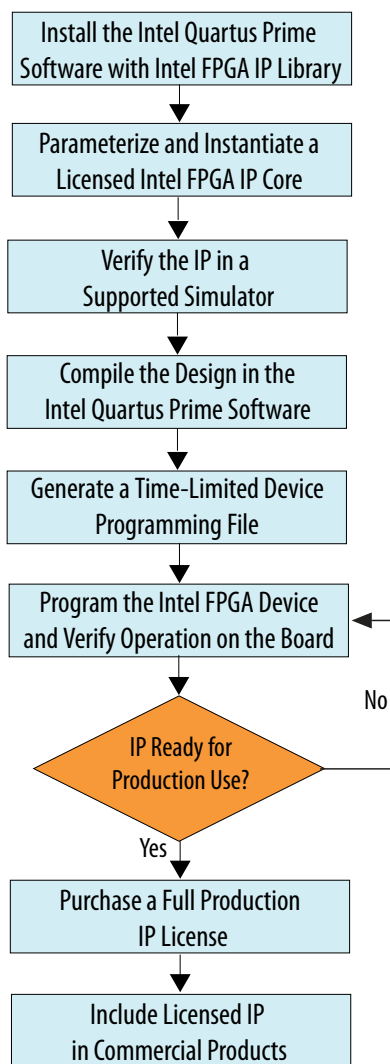 Install the Intel Quartus Prime
Software with Intel FPGA IP Library
Parameterize and Instantiate a
Licensed Intel FPGA IP Core
Verify the IP in a
Supported Simulator
Compile the Design in the
Intel Quartus Prime Software
Generate a Time-Limited Device
Programming File
Program the Intel FPGA Device
and Verify Operation on the Board
No
IP Ready for
Production Use?
Yes
Purchase a Full Production
IP License
Include Licensed IP
in Commercial Products